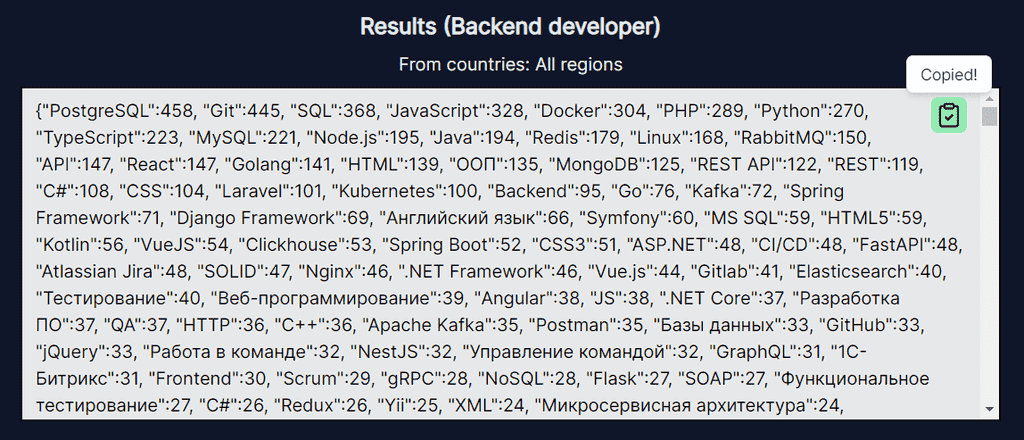 Results (Backend developer)
From countries: All regions
Copied!
{"PostgreSQL":458, "Git":445, "SQL":368, "JavaScript":328, "Docker":304, "PHP":289, "Python":270,
"TypeScript":223, "MySQL":221, "Node.js":195, "Java":194, "Redis":179, "Linux":168, "RabbitMQ":150,
"API":147, "React":147, "Golang":141, "HTML":139, "ООП":135, "MongoDB":125, "REST API":122, "REST":119,
"C#":108, "CSS":104, "Laravel":101, "Kubernetes":100, "Backend":95, "Go":76, "Kafka":72, "Spring
Framework":71, "Django Framework":69, "Английский язык":66, "Symfony":60, "MS SQL":59, "HTML5":59,
"Kotlin":56, "VueJS":54, "Clickhouse":53, "Spring Boot":52, "CSS3":51, "ASP.NET":48, "CI/CD":48, "FastAPI":48,
"Atlassian Jira":48, "SOLID":47, "Nginx":46, ".NET Framework":46, "Vue.js":44, "Gitlab":41, "Elasticsearch":40,
"Тестирование":40, "Веб-программирование":39, "Angular":38, "JS":38, ".NET Core":37, "Разработка
ПО":37, "QA":37, "HTTP":36, "C++":36, "Apache Kafka":35, "Postman":35, "Базы данных":33, "GitHub":33,
"jQuery":33, "Работа в команде":32, "NestJS":32, "Управление командой":32, "GraphQL":31, "1С-
Битрикс":31, "Frontend":30, "Scrum":29, "gRPC":28, "NoSQL":28, "Flask":27, "SOAP":27, "Функциональное
тестирование":27, "С#":26, "Redux":26, "Yii":25, "XML":24, "Микросервисная архитектура":24,